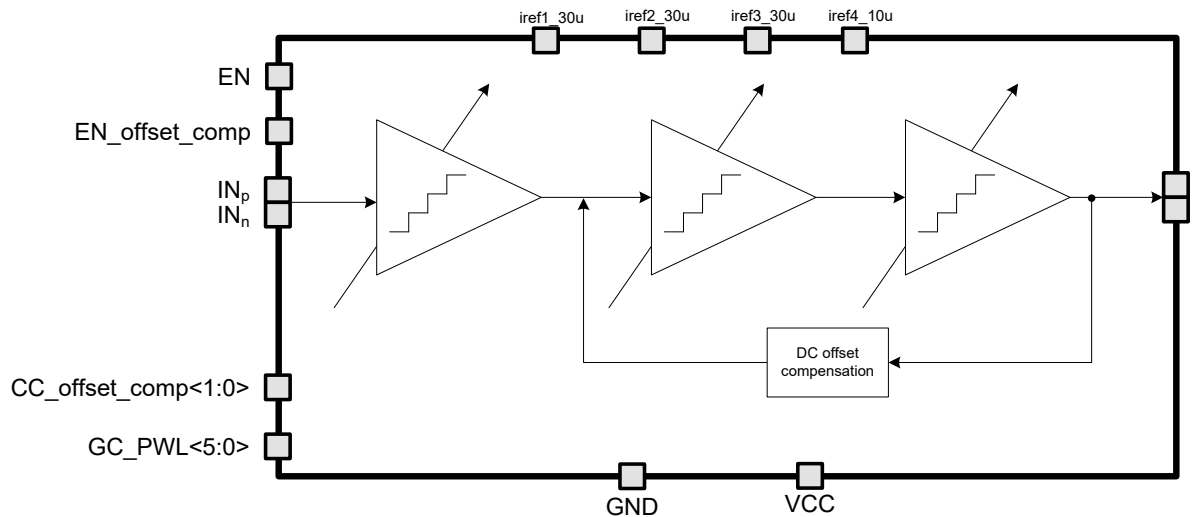 iref1_30u iref2_30u iref3_30u iref4_10u
EN
EN_offset_comp
INp
INn
DC offset
compensation
CC_offset_comp<1:0>
GC_PWL<5:0>
GND
VCC